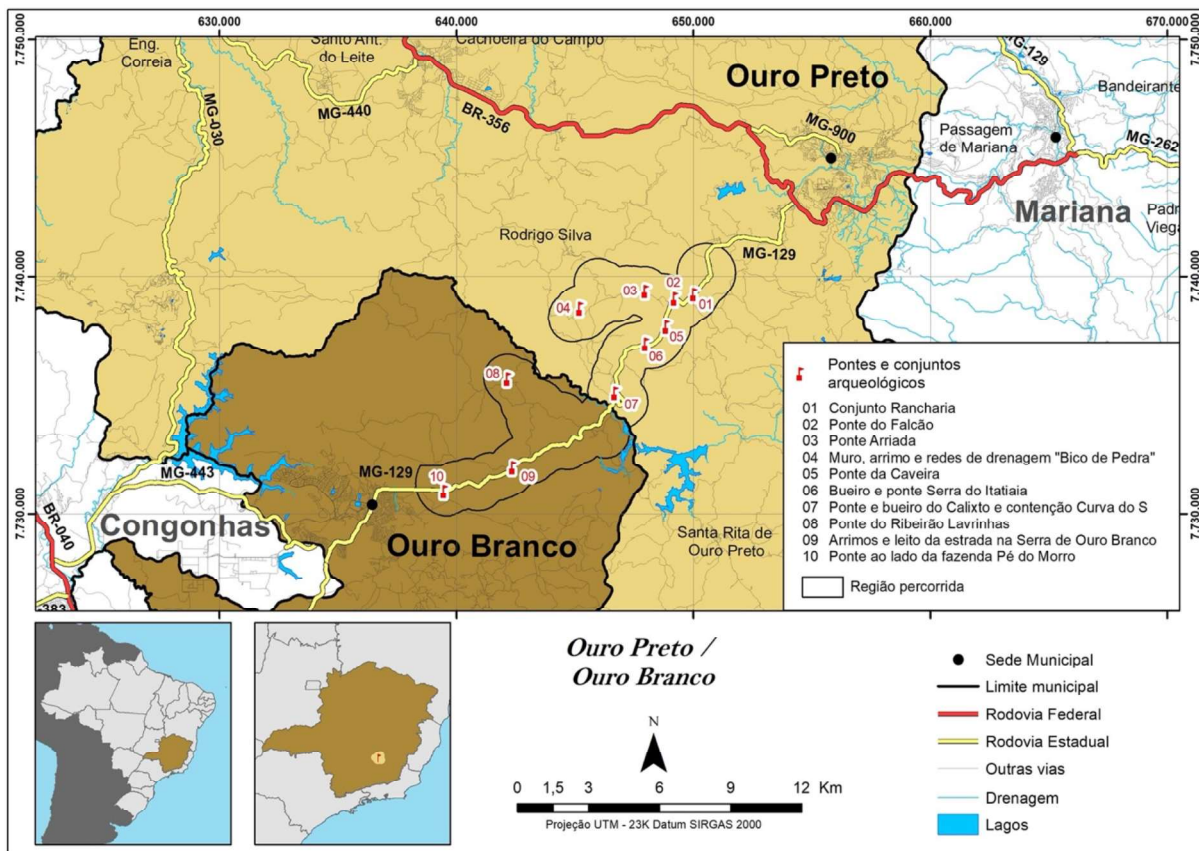 630.000
640.000
650.000
660.000
670.000
7.750.000
7.750.000
Eng.
Correia
Santo Ant.
do Leite
Cachoeira do Campo
MG-440
MG-030
BR-356
Ouro Preto
MG-900
MG-129
Bandeirante
Passagem
de Mariana
MG-262
Mariana
Rodrigo Silva
MG-129
7.740.000
7.740.000
04
03
02
01
05
06
08
07
10
09
MG-443
MG-129
BR-040
Congonhas
Ouro Branco
Santa Rita de
Ouro Preto
7.730.000
Pontes e conjuntos
arqueológicos
01 Conjunto Rancharia
02 Ponte do Falcão
03 Ponte Arriada
04 Muro, arrimo e redes de drenagem "Bico de Pedra"
05 Ponte da Caveira
06 Bueiro e ponte Serra do Itatiaia
07 Ponte e bueiro do Calixto e contenção Curva do S
08 Ponte do Ribeirão Lavrinhas
09 Arrimos e leito da estrada na Serra de Ouro Branco
10 Ponte ao lado da fazenda Pé do Morro
Região percorrida
Ouro Preto /
Ouro Branco
N
0 1,5 3 6 9 12 Km
Projeção UTM - 23K Datum SIRGAS 2000
Sede Municipal
Limite municipal
Rodovia Federal
Rodovia Estadual
Outras vias
Drenagem
Lagos